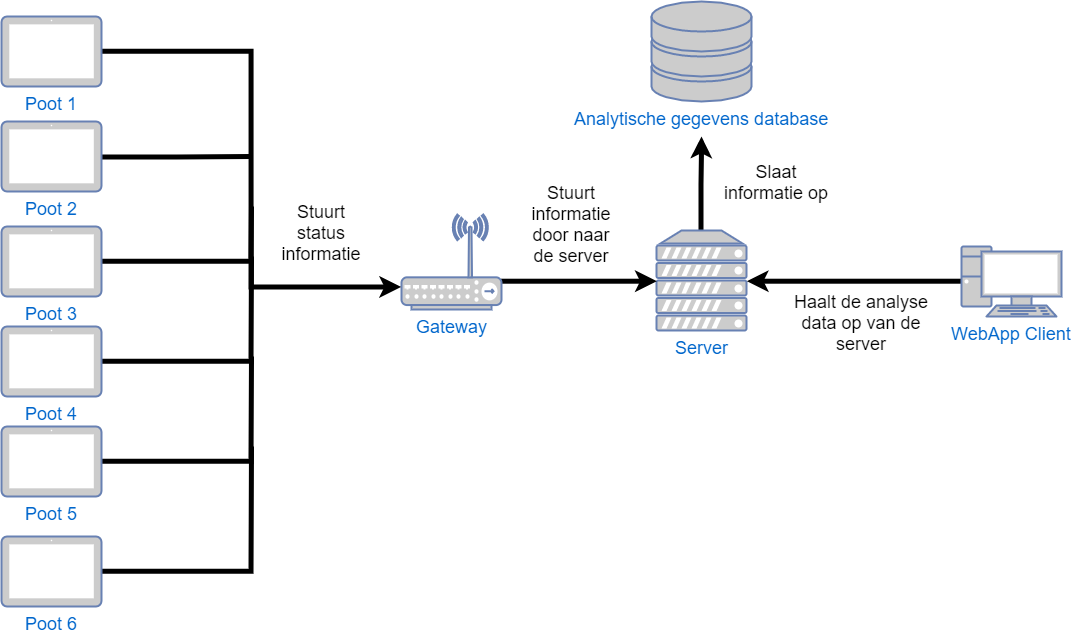 Poot 1
Poot 2
Poot 3
Poot 4
Poot 5
Poot 6
Stuurt
status
informatie
Gateway
Stuurt
informatie
door naar
de server
Analytische gegevens database
Slaat
informatie op
Server
Haalt de analyse
data op van de
server
WebApp Client